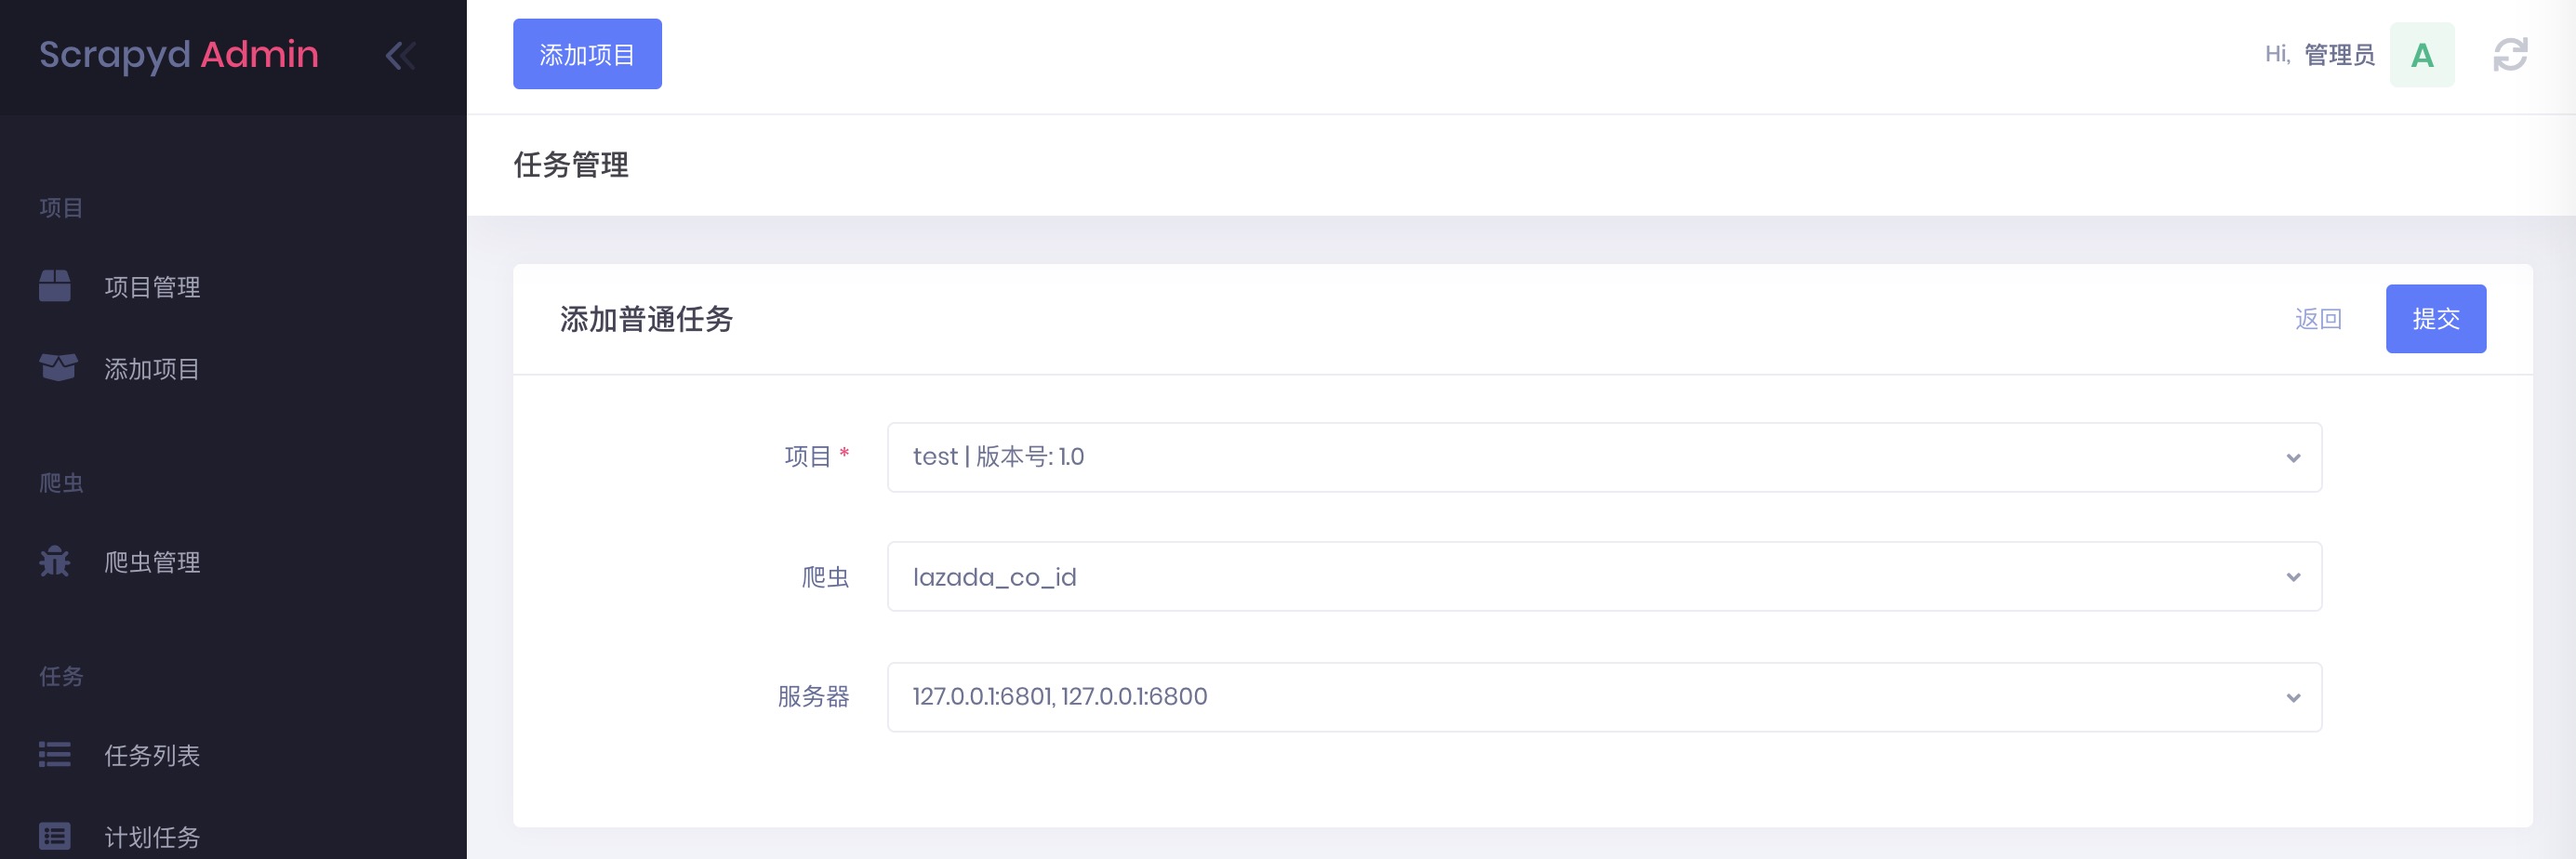 Scrapyd Admin
项目
项目管理
添加项目
爬虫
爬虫管理
任务
任务列表
计划任务
添加项目
Hi, 管理员 A
任务管理
添加普通任务
返回
提交
项目 * test | 版本号: 1.0
爬虫 lazada_co_id
服务器 127.0.0.1:6801, 127.0.0.1:6800